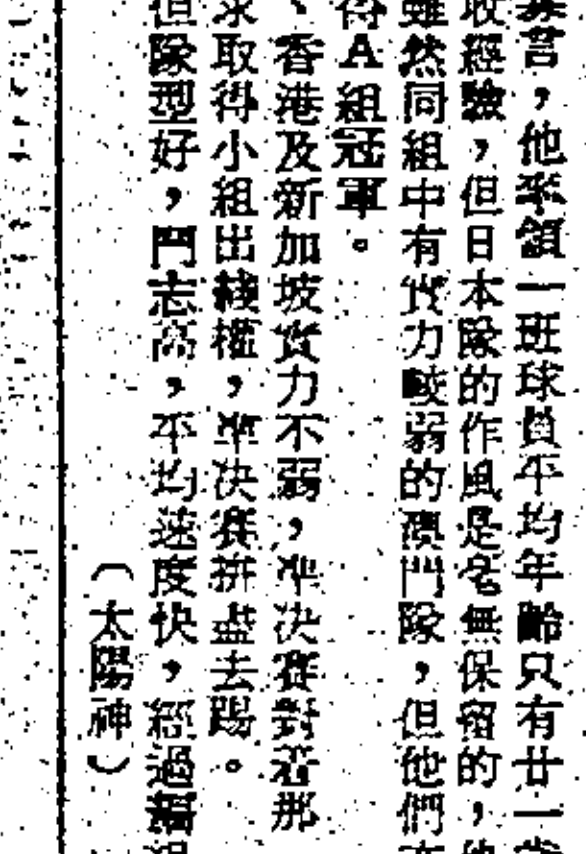 言，他率領一班球員平均年齡只有廿一歲
收經驗，但日本隊的作風是毫無保留的，他
雖然同組中有實力較弱的澳門隊，但他們
得A組冠軍。
、香港及新加坡實力不弱，準決賽對着那
求取得小組出綫權，準決賽拼盡去踢。
但隊型好，鬥志高，平均速度快，經過
（太陽神）